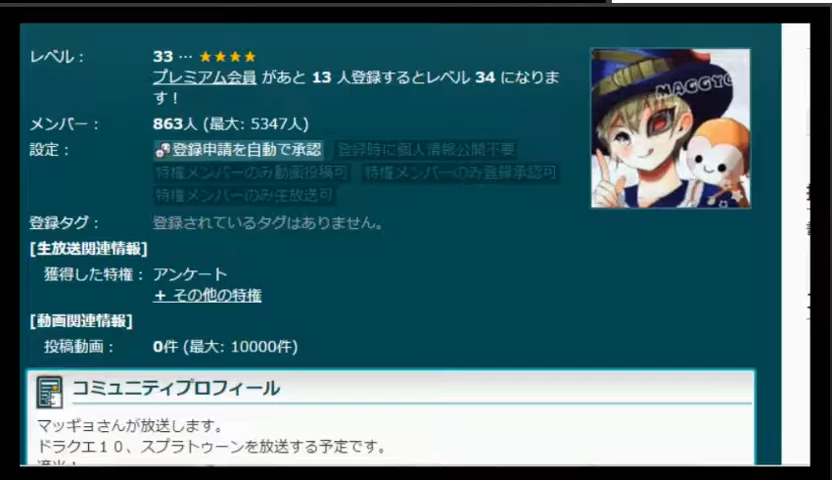 レベル： 33 … ★★★★
プレミアム会員 があと 13 人登録するとレベル 34 になりま
す！
メンバー： 863人 (最大: 5347人)
設定： 登録申請を自動で承認 登録時に個人情報公開不要
特権メンバーのみ動画投稿可 特権メンバーのみ登録承認可
特権メンバーのみ生放送可
登録タグ： 登録されているタグはありません。
[生放送関連情報]
獲得した特権： アンケート
＋ その他の特権
[動画関連情報]
投稿動画： 0件 (最大: 10000件)
コミュニティプロフィール
マッギョさんが放送します。
ドラクエ１０、スプラトゥーンを放送する予定です。
MAGGYO